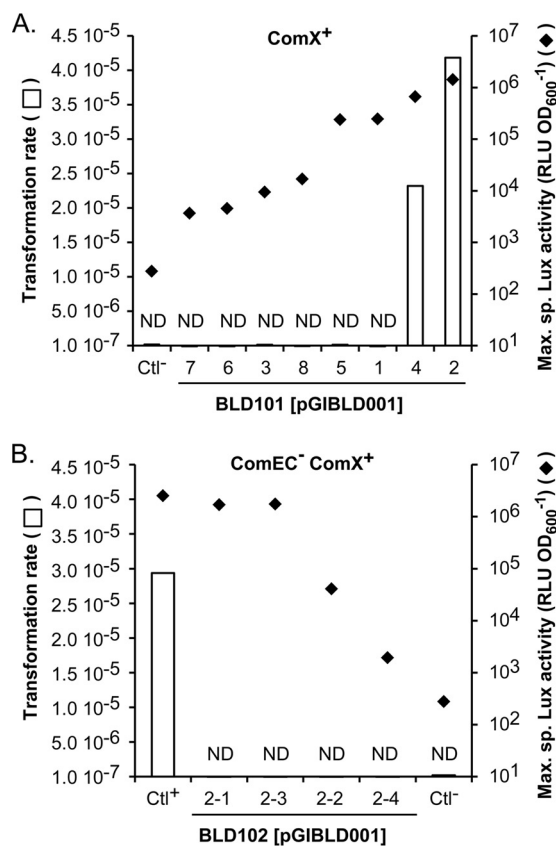 A.
ComX+
Transformation rate (□)
4.5 10-5
4.0 10-5
3.5 10-5
3.0 10-5
2.5 10-5
2.0 10-5
1.5 10-5
1.0 10-5
5.0 10-6
1.0 10-7
ND ND ND ND ND ND ND
107
106
105
104
103
102
101
Max. sp. Lux activity (RLU OD600-1) (◆)
Ctl- 7 6 3 8 5 1 4 2
BLD101 [pGIBLD001]
B.
ComEC- ComX+
Transformation rate (□)
4.5 10-5
4.0 10-5
3.5 10-5
3.0 10-5
2.5 10-5
2.0 10-5
1.5 10-5
1.0 10-5
5.0 10-6
1.0 10-7
ND ND ND ND ND
107
106
105
104
103
102
101
Max. sp. Lux activity (RLU OD600-1) (◆)
Ctl+ 2-1 2-3 2-2 2-4 Ctl-
BLD102 [pGIBLD001]